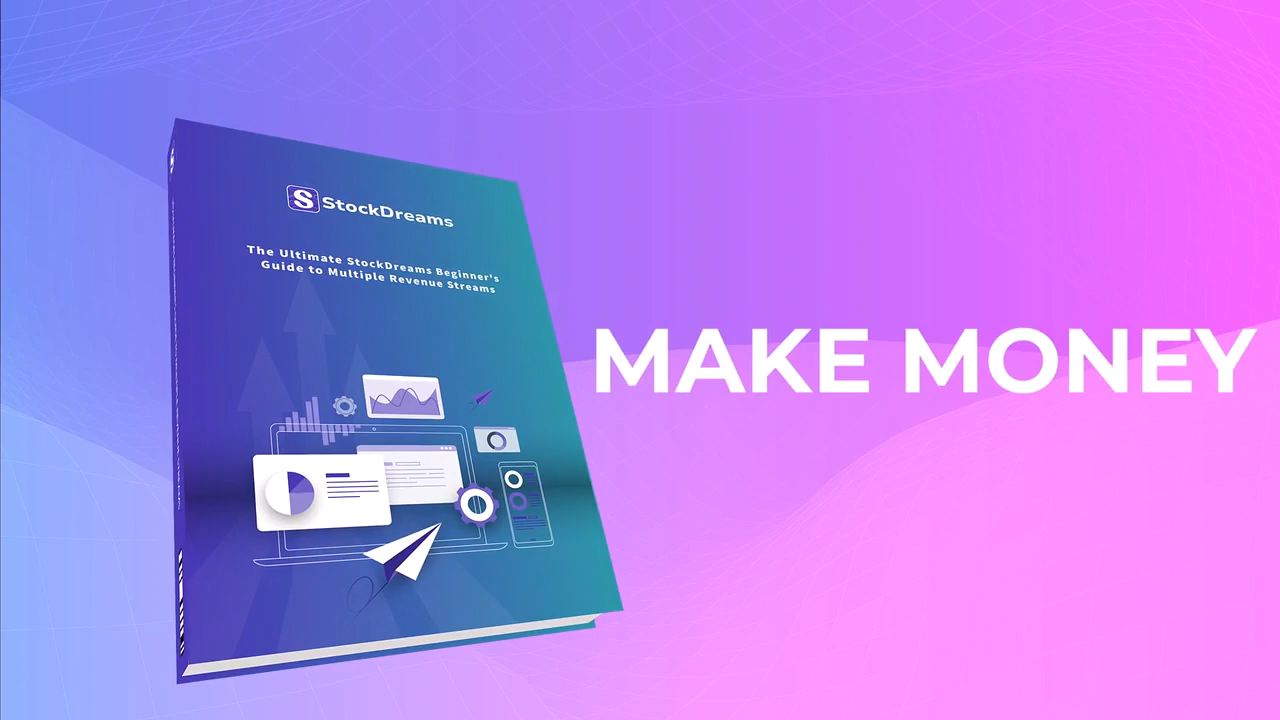 StockDreams
The Ultimate StockDreams Beginner's
Guide to Multiple Revenue Streams
MAKE MONEY